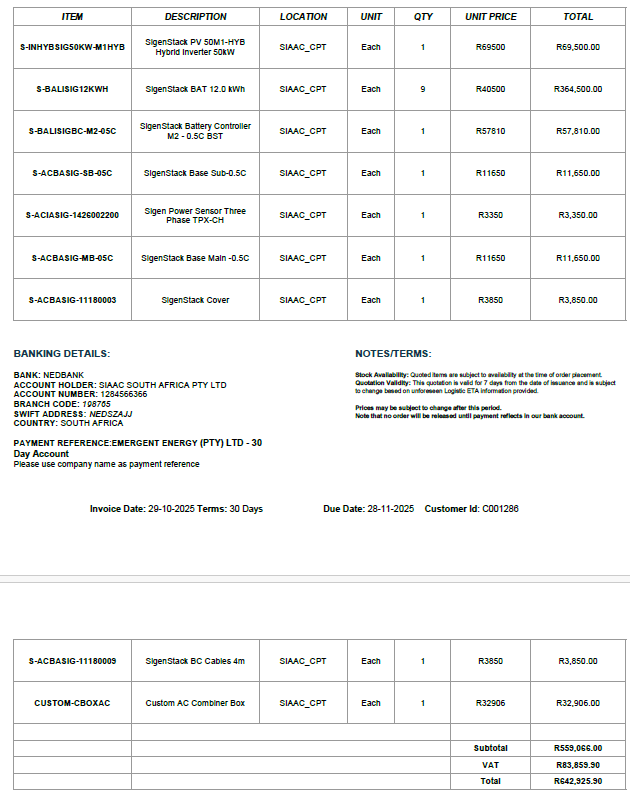 ITEM DESCRIPTION LOCATION UNIT QTY UNIT PRICE TOTAL
S-INHYBSIG50KW-M1HYB SigenStack PV 50M1-HYB Hybrid Inverter 50kW SIAAC_CPT Each 1 R69500 R69,500.00
S-BALISIG12KWH SigenStack BAT 12.0 kWh SIAAC_CPT Each 9 R40500 R364,500.00
S-BALISIGBC-M2-05C SigenStack Battery Controller M2 - 0.5C BST SIAAC_CPT Each 1 R57810 R57,810.00
S-ACBASIG-SB-05C SigenStack Base Sub-0.5C SIAAC_CPT Each 1 R11650 R11,650.00
S-ACIASIG-1426002200 Sigen Power Sensor Three Phase TPX-CH SIAAC_CPT Each 1 R3350 R3,350.00
S-ACBASIG-MB-05C SigenStack Base Main -0.5C SIAAC_CPT Each 1 R11650 R11,650.00
S-ACBASIG-11180003 SigenStack Cover SIAAC_CPT Each 1 R3850 R3,850.00
BANKING DETAILS:
BANK: NEDBANK
ACCOUNT HOLDER: SIAAC SOUTH AFRICA PTY LTD
ACCOUNT NUMBER: 1284566366
BRANCH CODE: 198765
SWIFT ADDRESS: NEDSZAJJ
COUNTRY: SOUTH AFRICA
PAYMENT REFERENCE:EMERGENT ENERGY (PTY) LTD - 30
Day Account
Please use company name as payment reference
NOTES/TERMS:
Stock Availability: Quoted items are subject to availability at the time of order placement.
Quotation Validity: This quotation is valid for 7 days from the date of issuance and is subject
to change based on unforeseen Logistic ETA information provided.
Prices may be subject to change after this period.
Note that no order will be released until payment reflects in our bank account.
Invoice Date: 29-10-2025 Terms: 30 Days Due Date: 28-11-2025 Customer Id: C001286
S-ACBASIG-11180009 SigenStack BC Cables 4m SIAAC_CPT Each 1 R3850 R3,850.00
CUSTOM-CBOXAC Custom AC Combiner Box SIAAC_CPT Each 1 R32906 R32,906.00
Subtotal R559,066.00
VAT R83,859.90
Total R642,925.90